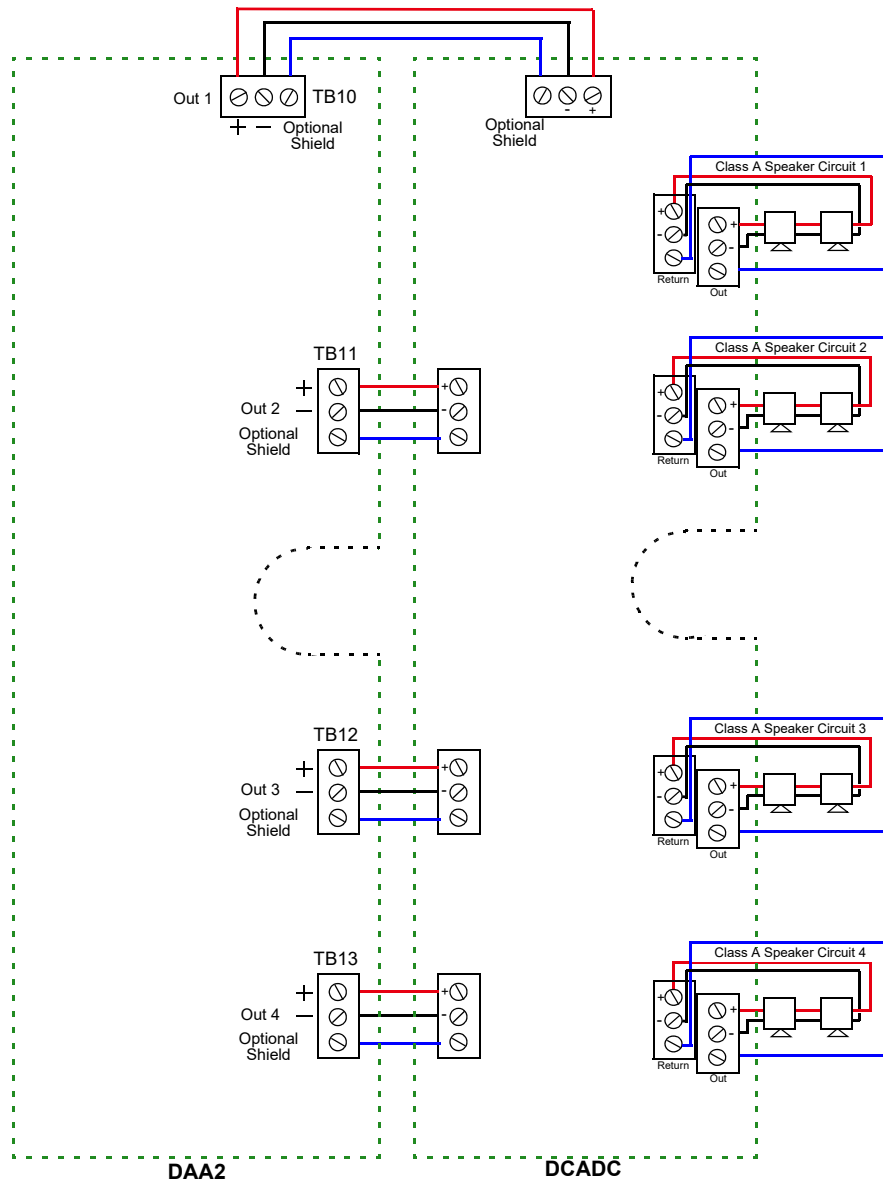 Out 1
TB10
+ − Optional
Shield
Optional
Shield
- +
Class A Speaker Circuit 1
+
-
Return
+
-
Out
TB11
+
Out 2 −
Optional
Shield
+
-
Class A Speaker Circuit 2
+
-
Return
+
-
Out
TB12
+
Out 3 −
Optional
Shield
+
-
Class A Speaker Circuit 3
+
-
Return
+
-
Out
TB13
+
Out 4 −
Optional
Shield
+
-
Class A Speaker Circuit 4
+
-
Return
+
-
Out
DAA2
DCADC